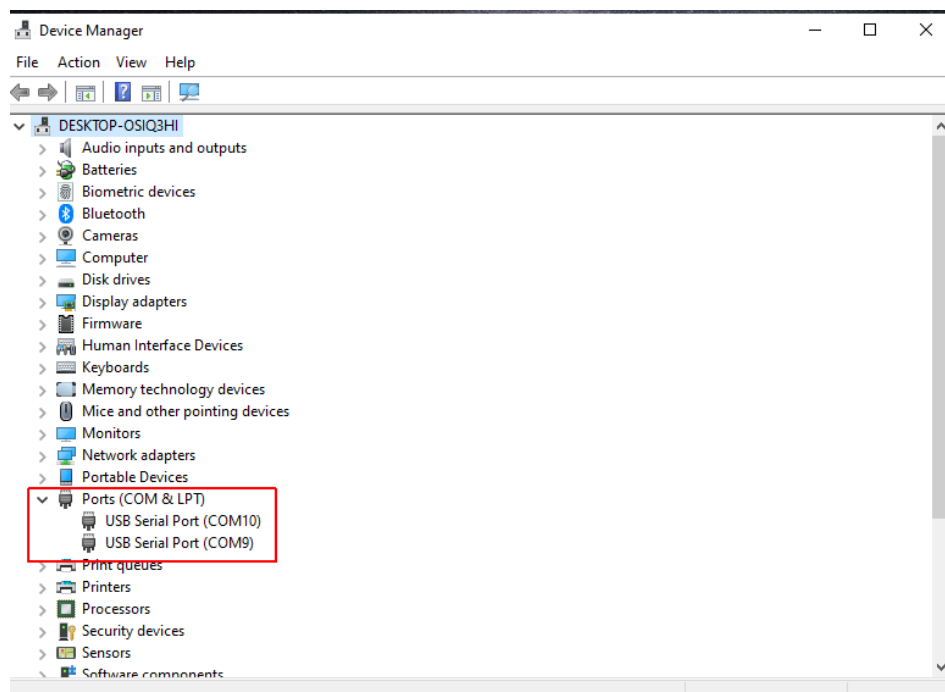 Device Manager
File Action View Help
DESKTOP-OSIQ3HI
Audio inputs and outputs
Batteries
Biometric devices
Bluetooth
Cameras
Computer
Disk drives
Display adapters
Firmware
Human Interface Devices
Keyboards
Memory technology devices
Mice and other pointing devices
Monitors
Network adapters
Portable Devices
Ports (COM & LPT)
USB Serial Port (COM10)
USB Serial Port (COM9)
Print queues
Printers
Processors
Security devices
Sensors
Software components